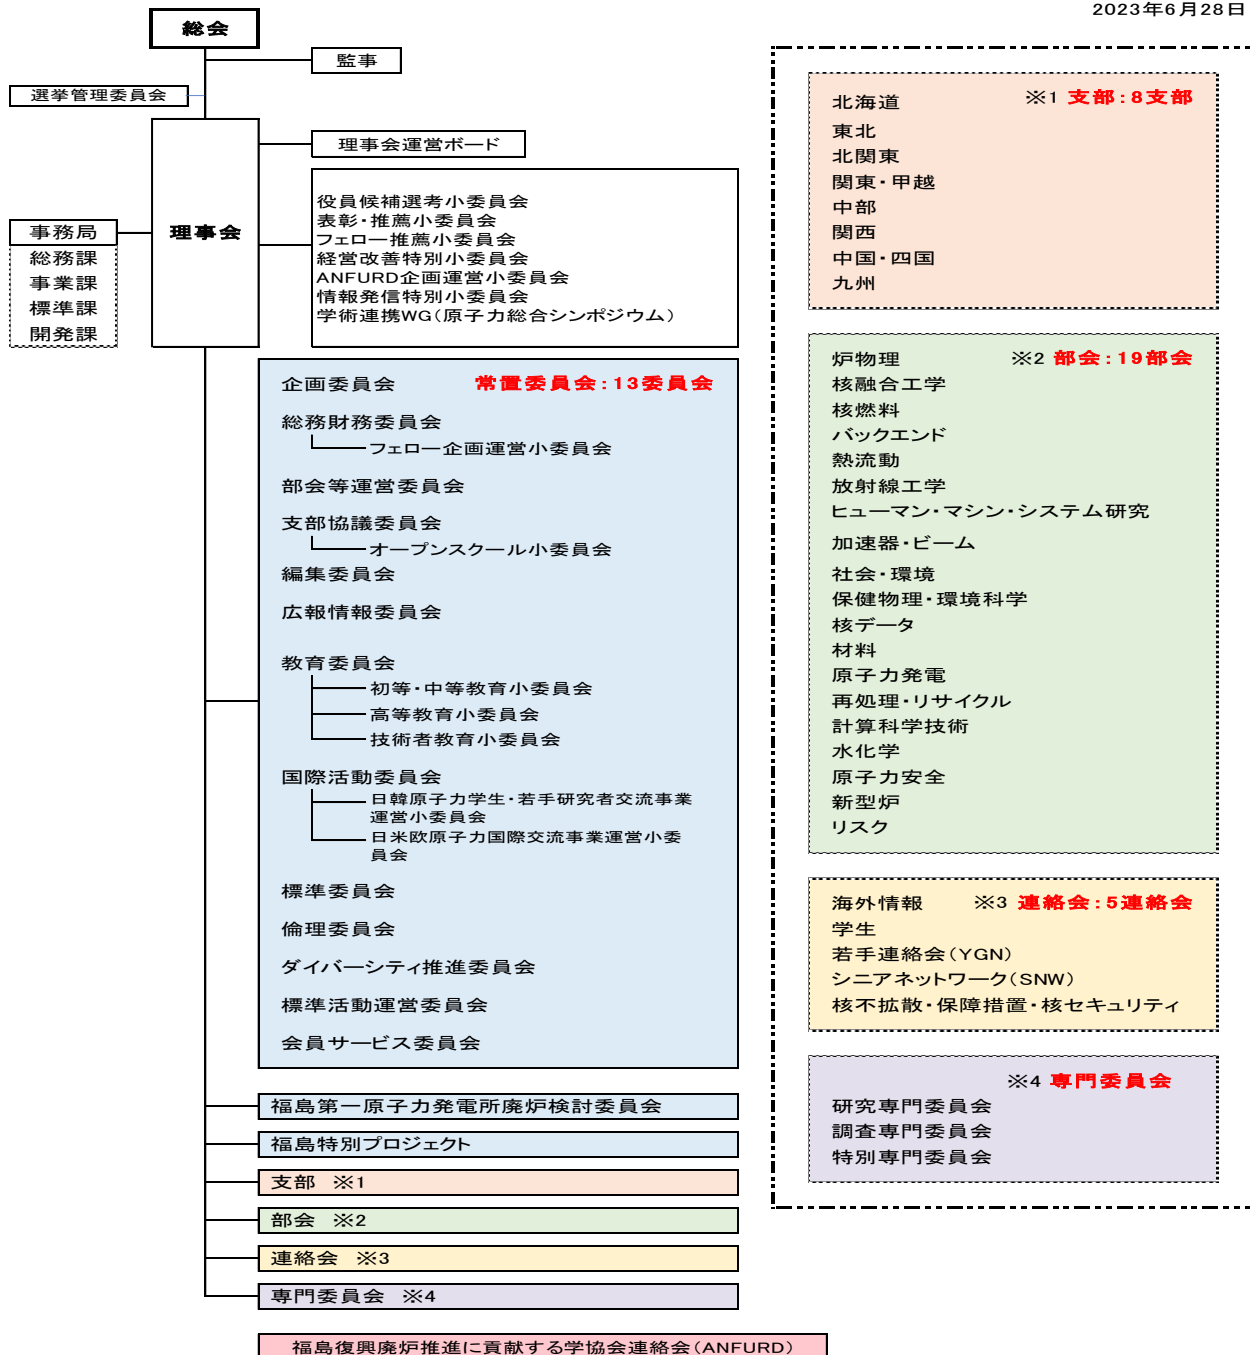 2023年6月28日
総会
監事
選挙管理委員会
理事会運営ボード
理事会
役員候補選考小委員会
表彰・推薦小委員会
フェロー推薦小委員会
経営改善特別小委員会
ANFURD企画運営小委員会
情報発信特別小委員会
学術連携WG(原子力総合シンポジウム)
事務局
総務課
事業課
標準課
開発課
企画委員会
常置委員会:13委員会
総務財務委員会
フェロー企画運営小委員会
部会等運営委員会
支部協議委員会
オープンスクール小委員会
編集委員会
広報情報委員会
教育委員会
初等・中等教育小委員会
高等教育小委員会
技術者教育小委員会
国際活動委員会
日韓原子力学生・若手研究者交流事業
運営小委員会
日米欧原子力国際交流事業運営小委
員会
標準委員会
倫理委員会
ダイバーシティ推進委員会
標準活動運営委員会
会員サービス委員会
福島第一原子力発電所廃炉検討委員会
福島特別プロジェクト
支部 ※1
部会 ※2
連絡会 ※3
専門委員会 ※4
福島復興廃炉推進に貢献する学協会連絡会(ANFURD)
※1 支部:8支部
北海道
東北
北関東
関東・甲越
中部
関西
中国・四国
九州
※2 部会:19部会
炉物理
核融合工学
核燃料
バックエンド
熱流動
放射線工学
ヒューマン・マシン・システム研究
加速器・ビーム
社会・環境
保健物理・環境科学
核データ
材料
原子力発電
再処理・リサイクル
計算科学技術
水化学
原子力安全
新型炉
リスク
※3 連絡会:5連絡会
海外情報
学生
若手連絡会(YGN)
シニアネットワーク(SNW)
核不拡散・保障措置・核セキュリティ
※4 専門委員会
研究専門委員会
調査専門委員会
特別専門委員会